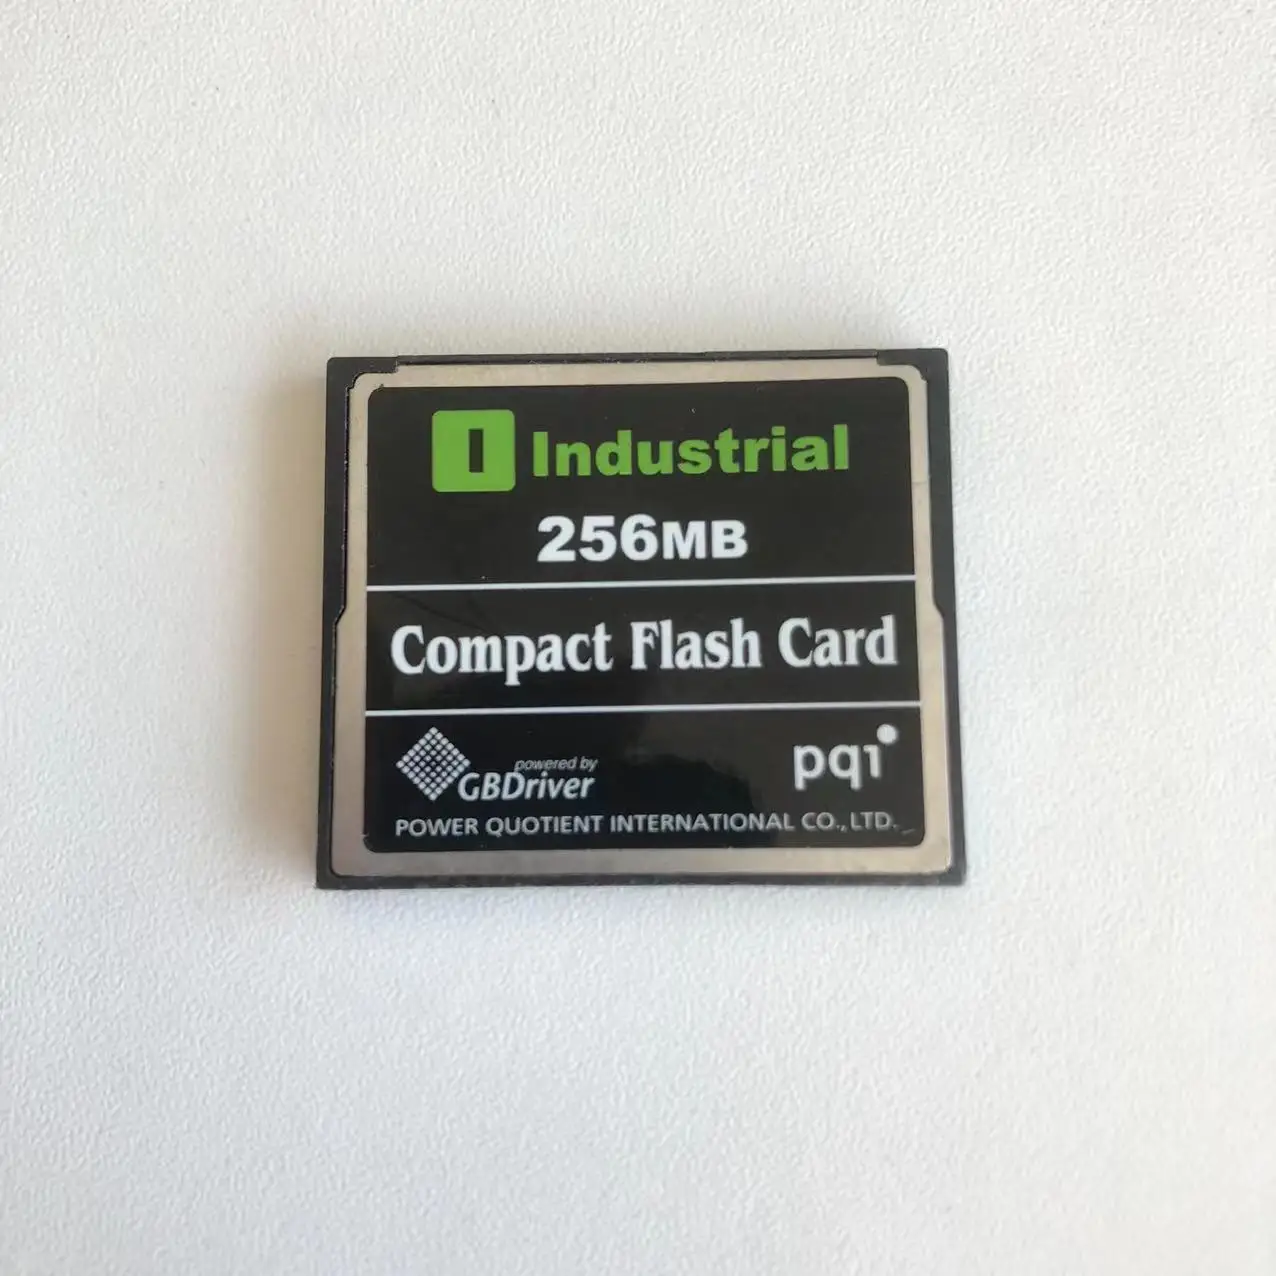 I Industrial
256MB
Compact Flash Card
powered by
GBDriver
pqi
POWER QUOTIENT INTERNATIONAL CO.,LTD.